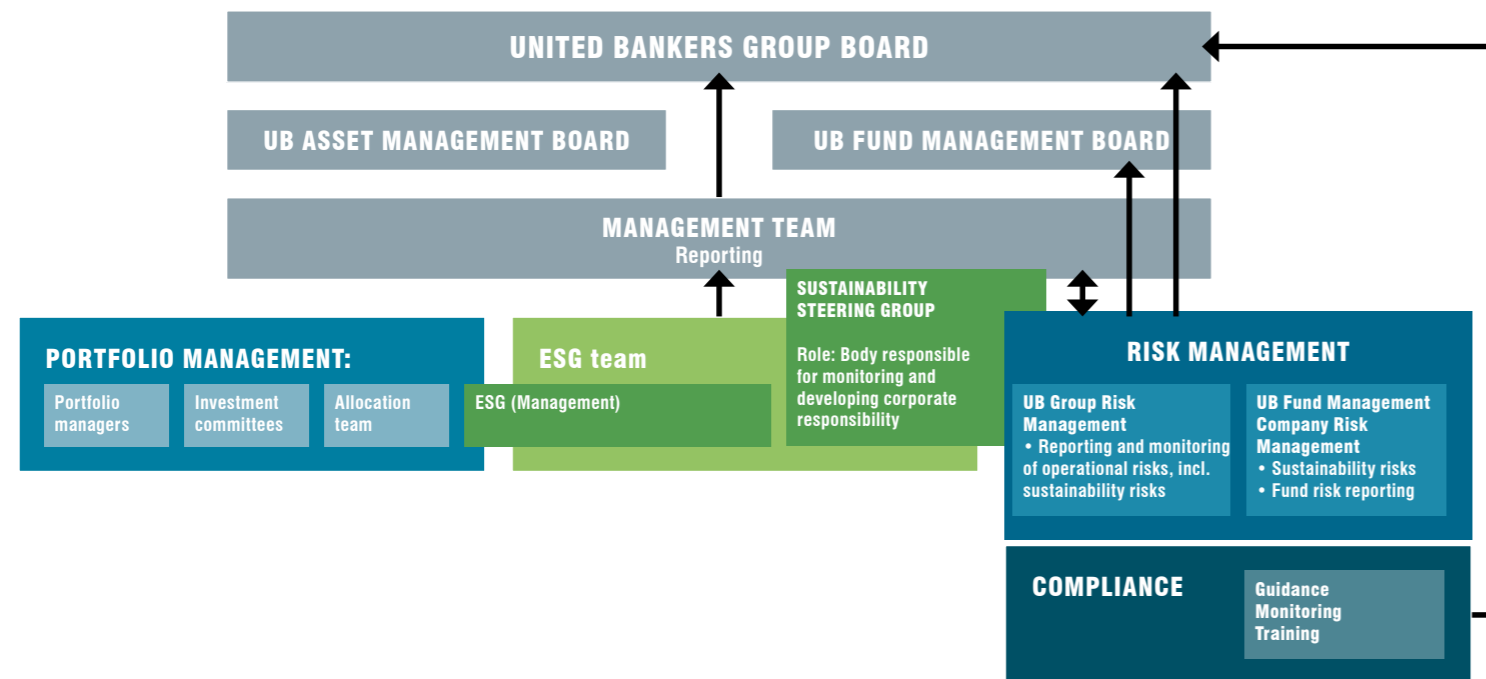 UNITED BANKERS GROUP BOARD
UB ASSET MANAGEMENT BOARD
UB FUND MANAGEMENT BOARD
MANAGEMENT TEAM
Reporting
PORTFOLIO MANAGEMENT:
Portfolio
managers
Investment
committees
Allocation
team
ESG team
ESG (Management)
SUSTAINABILITY
STEERING GROUP
Role: Body responsible
for monitoring and
developing corporate
responsibility
RISK MANAGEMENT
UB Group Risk
Management
• Reporting and monitoring
of operational risks, incl.
sustainability risks
UB Fund Management
Company Risk
Management
• Sustainability risks
• Fund risk reporting
COMPLIANCE
Guidance
Monitoring
Training